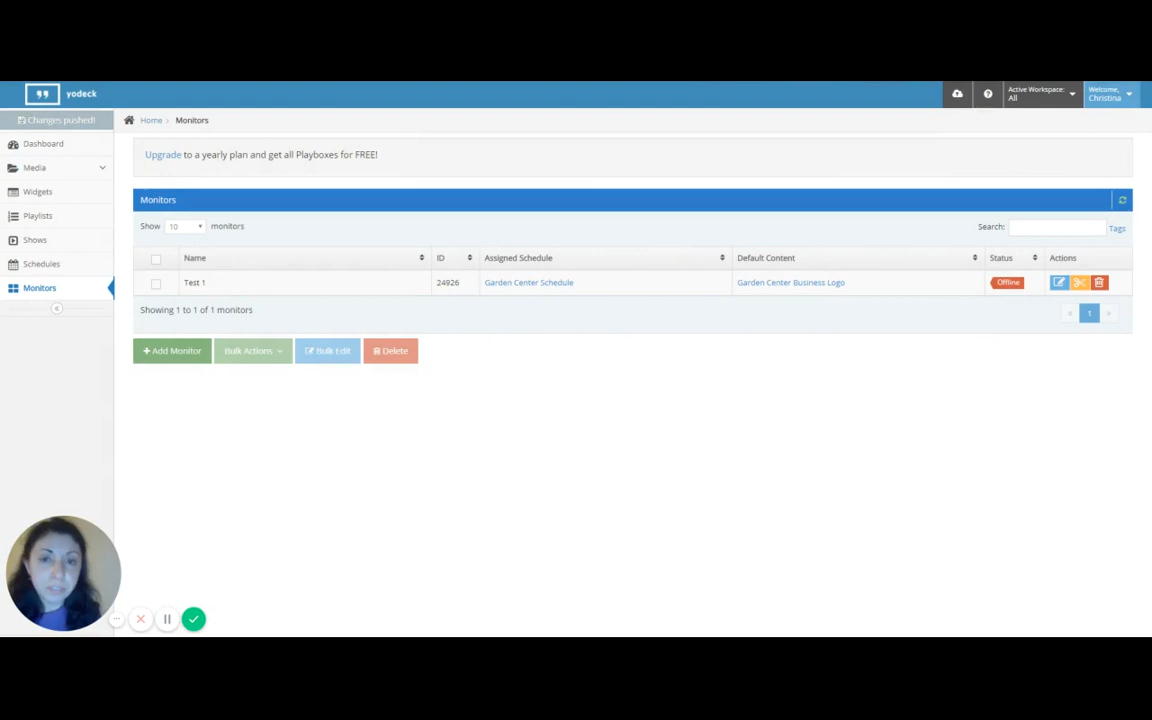 yodeck
Active Workspace:
All
Welcome,
Christina
Changes pushed!
Home > Monitors
Dashboard
Media
Widgets
Playlists
Shows
Schedules
Monitors
Upgrade to a yearly plan and get all Playboxes for FREE!
Monitors
Show 10 monitors
Search:
Tags
Name ID Assigned Schedule Default Content Status Actions
Test 1 24926 Garden Center Schedule Garden Center Business Logo Offline
Showing 1 to 1 of 1 monitors
« 1 »
+ Add Monitor Bulk Actions Bulk Edit Delete